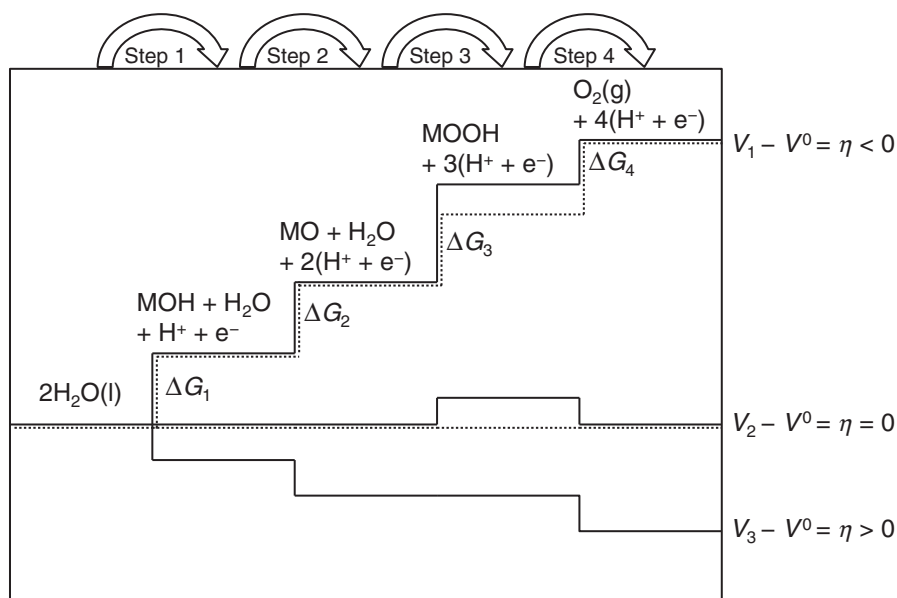 Step 1
Step 2
Step 3
Step 4
O₂(g)
+ 4(H⁺ + e⁻)
V₁ – V⁰ = η < 0
MOOH
+ 3(H⁺ + e⁻)
ΔG₄
MO + H₂O
+ 2(H⁺ + e⁻)
ΔG₃
MOH + H₂O
+ H⁺ + e⁻
ΔG₂
2H₂O(l)
ΔG₁
V₂ – V⁰ = η = 0
V₃ – V⁰ = η > 0